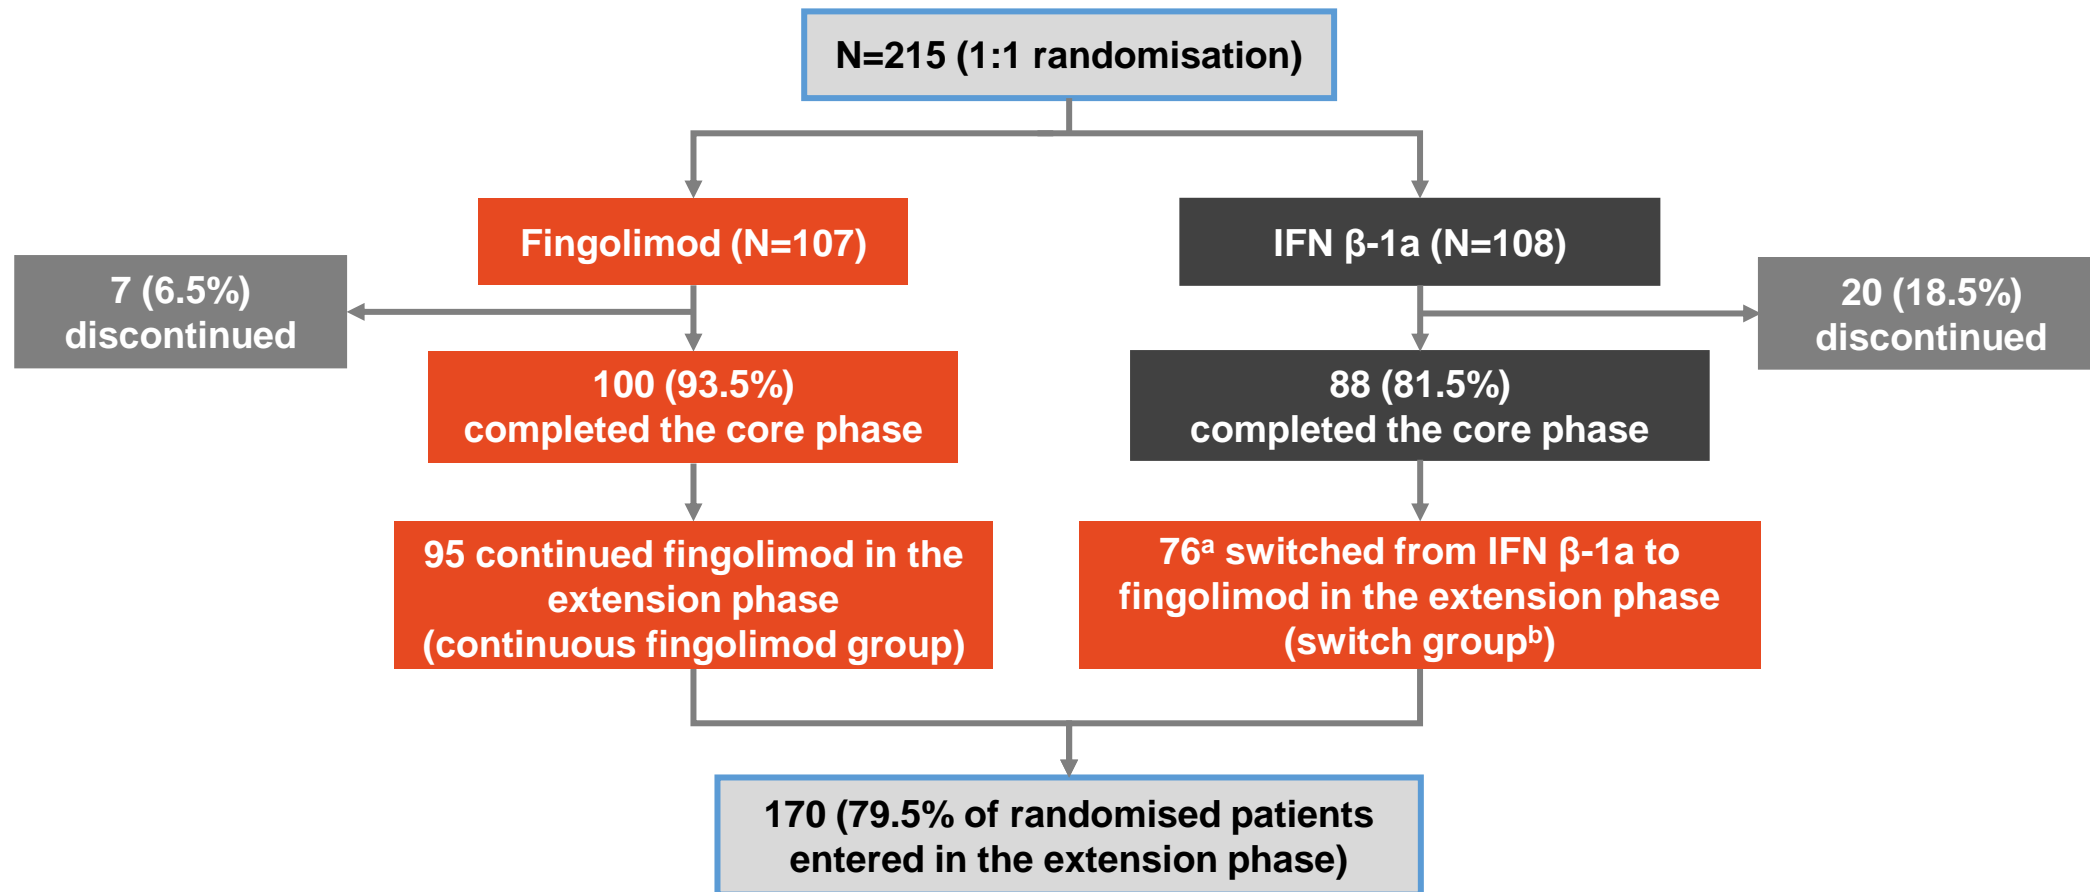 N=215 (1:1 randomisation)
Fingolimod (N=107)
IFN β-1a (N=108)
7 (6.5%)
discontinued
20 (18.5%)
discontinued
100 (93.5%)
completed the core phase
88 (81.5%)
completed the core phase
95 continued fingolimod in the
extension phase
(continuous fingolimod group)
76ᵃ switched from IFN β-1a to
fingolimod in the extension phase
(switch groupᵇ)
170 (79.5% of randomised patients
entered in the extension phase)